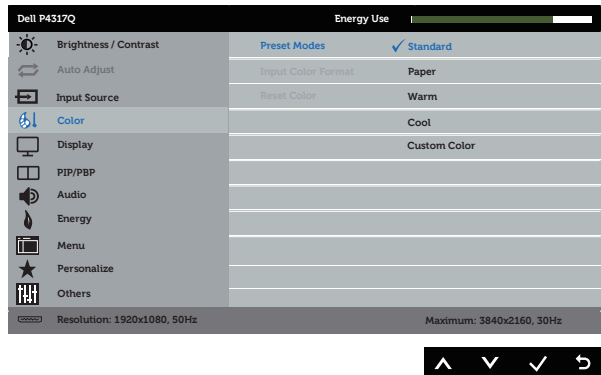 Dell P4317Q Energy Use
Brightness / Contrast Preset Modes Standard
Auto Adjust Input Color Format Paper
Input Source Reset Color Warm
Color Cool
Display Custom Color
PIP/PBP
Audio
Energy
Menu
Personalize
Others
Resolution: 1920x1080, 50Hz Maximum: 3840x2160, 30Hz